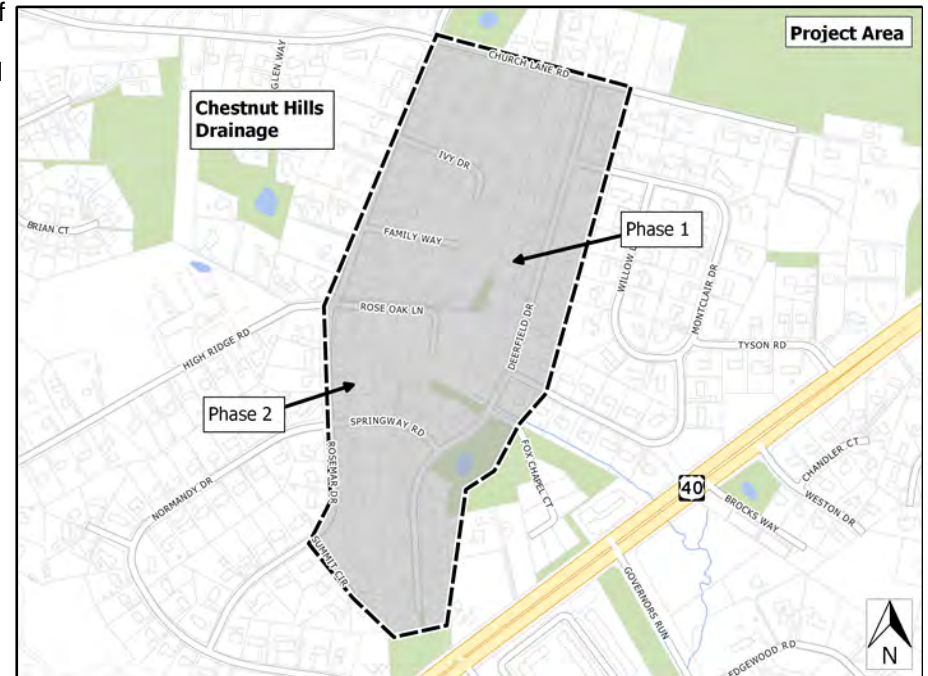 f
Project Area
CHURCH LANE RD
GLEN WAY
Chestnut Hills
Drainage
IVY DR
BRIAN CT
FAMILY WAY
Phase 1
WILLOW
MONTCLAIR DR
HIGH RIDGE RD
ROSE OAK LN
DEERFIELD DR
TYSON RD
Phase 2
SPRINGWAY RD
ROSEMAR DR
NORMANDY DR
FOX CHAPEL CT
CHANDLER CT
40
WESTON DR
BROCKS WAY
SUMMIT CIR
GOVERNORS RUN
EDGEWOOD RD
N